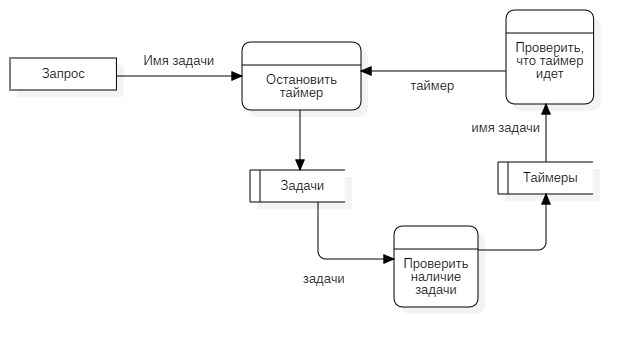 Запрос
Имя задачи
Остановить
таймер
таймер
Проверить,
что таймер
идет
имя задачи
Таймеры
Задачи
задачи
Проверить
наличие
задачи